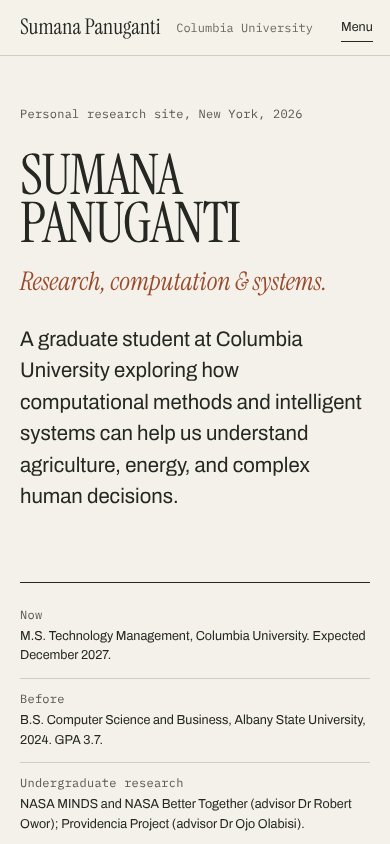 Sumana Panuganti Columbia University Menu
Personal research site, New York, 2026
SUMANA
PANUGANTI
Research, computation & systems.
A graduate student at Columbia
University exploring how
computational methods and intelligent
systems can help us understand
agriculture, energy, and complex
human decisions.
Now
M.S. Technology Management, Columbia University. Expected
December 2027.
Before
B.S. Computer Science and Business, Albany State University,
2024. GPA 3.7.
Undergraduate research
NASA MINDS and NASA Better Together (advisor Dr Robert
Owor); Providencia Project (advisor Dr Ojo Olabisi).